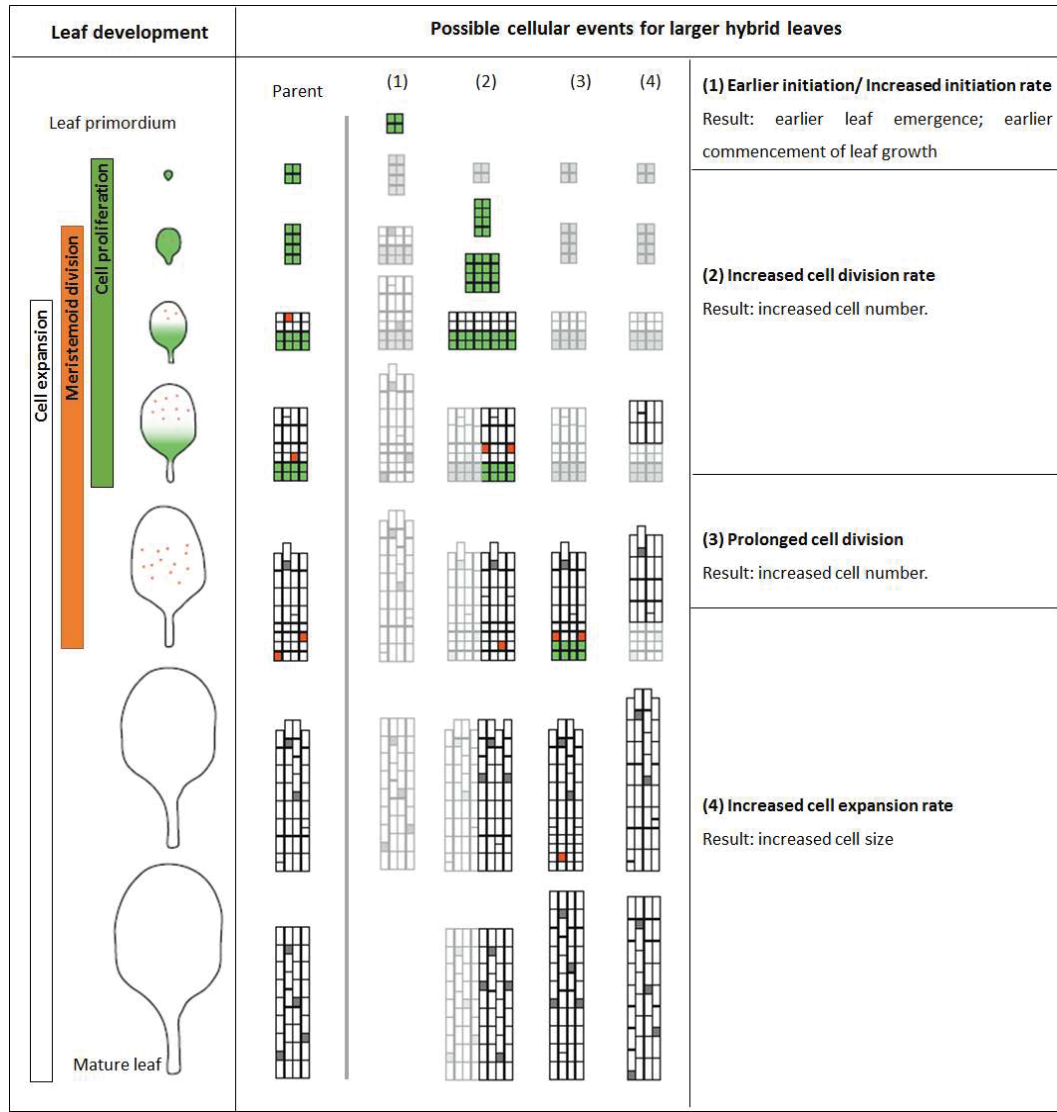 Leaf development
Possible cellular events for larger hybrid leaves
Parent
(1)
(2)
(3)
(4)
Leaf primordium
Cell expansion
Meristemoid division
Cell proliferation
Mature leaf
(1) Earlier initiation/ Increased initiation rate
Result: earlier leaf emergence; earlier
commencement of leaf growth
(2) Increased cell division rate
Result: increased cell number.
(3) Prolonged cell division
Result: increased cell number.
(4) Increased cell expansion rate
Result: increased cell size